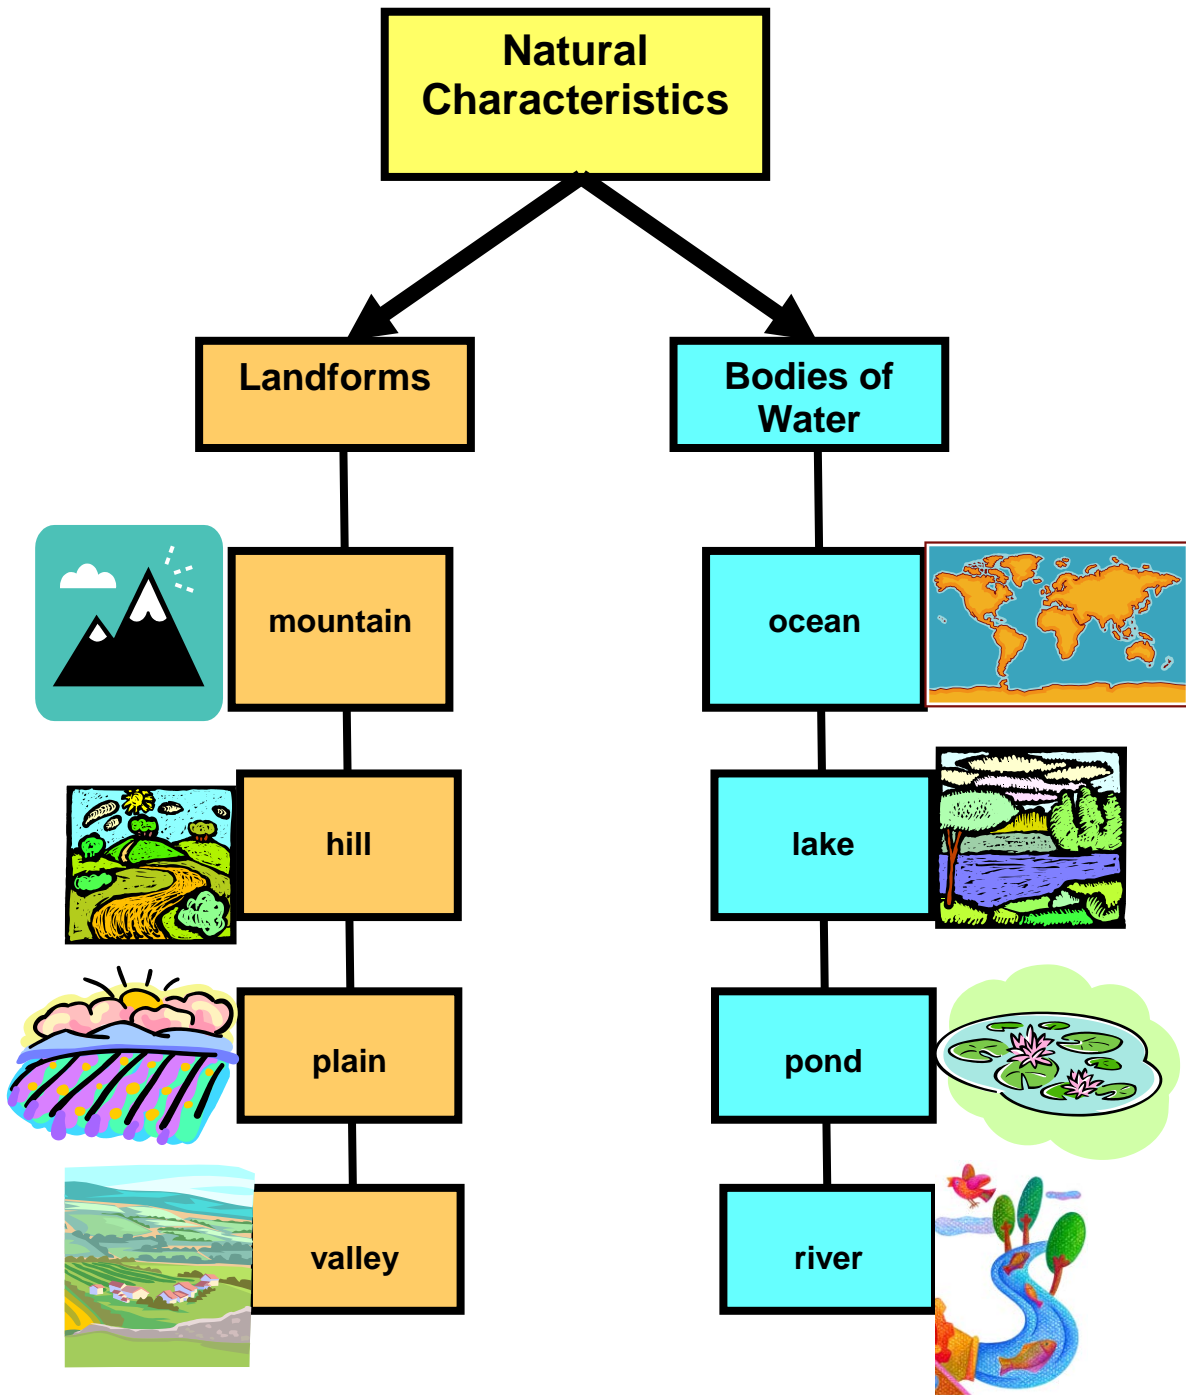 Natural
Characteristics
Landforms
Bodies of
Water
mountain
ocean
hill
lake
plain
pond
valley
river